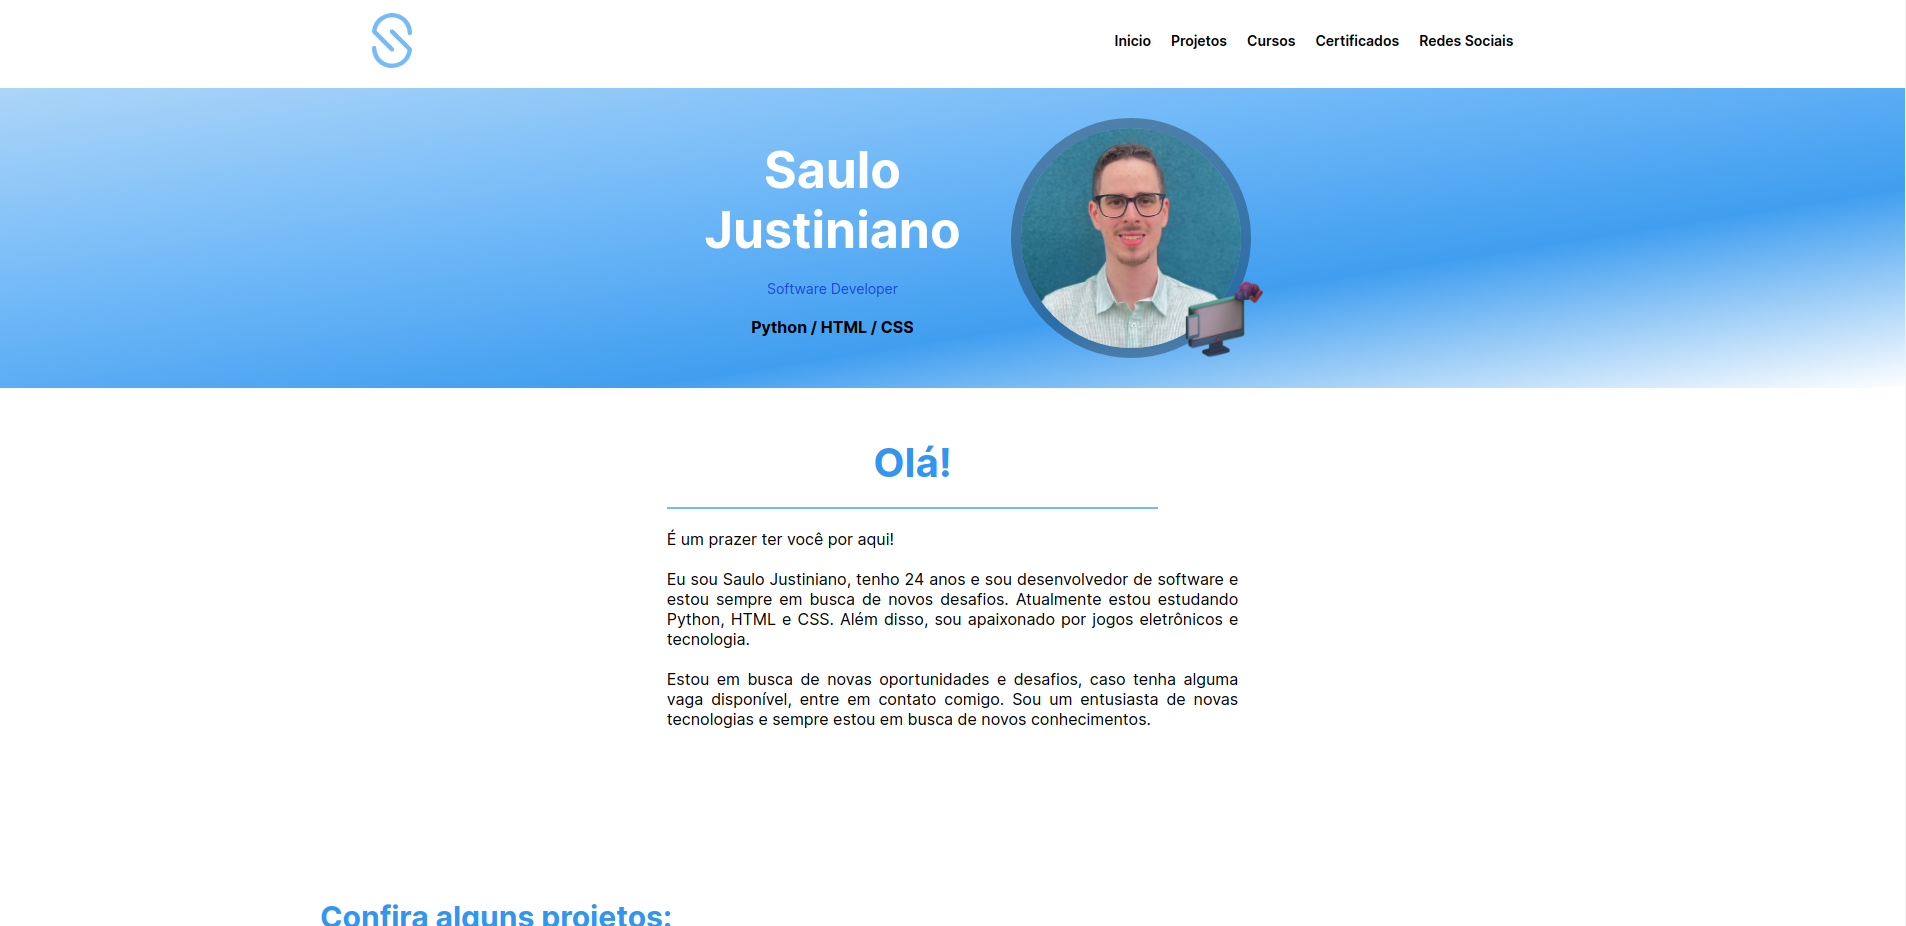 Inicio Projetos Cursos Certificados Redes Sociais
Saulo
Justiniano
Software Developer
Python / HTML / CSS
Olá!
É um prazer ter você por aqui!
Eu sou Saulo Justiniano, tenho 24 anos e sou desenvolvedor de software e
estou sempre em busca de novos desafios. Atualmente estou estudando
Python, HTML e CSS. Além disso, sou apaixonado por jogos eletrônicos e
tecnologia.
Estou em busca de novas oportunidades e desafios, caso tenha alguma
vaga disponível, entre em contato comigo. Sou um entusiasta de novas
tecnologias e sempre estou em busca de novos conhecimentos.
Confira alguns projetos: